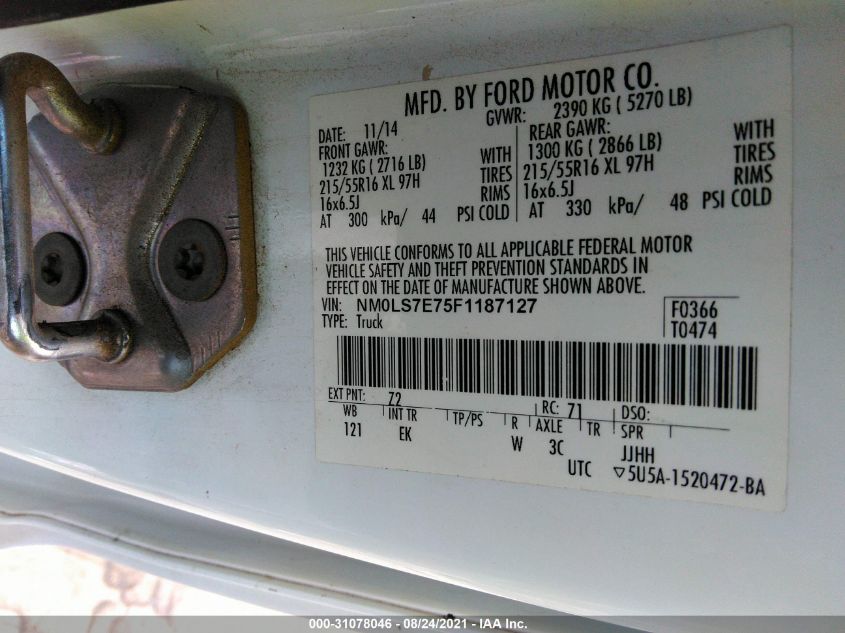 MFD. BY FORD MOTOR CO.
DATE: 11/14 GVWR: 2390 KG ( 5270 LB)
FRONT GAWR: REAR GAWR:
1232 KG ( 2716 LB) WITH 1300 KG ( 2866 LB) WITH
215/55R16 XL 97H TIRES 215/55R16 XL 97H TIRES
16x6.5J RIMS 16x6.5J RIMS
AT 300 kPa/ 44 PSI COLD AT 330 kPa/ 48 PSI COLD
THIS VEHICLE CONFORMS TO ALL APPLICABLE FEDERAL MOTOR
VEHICLE SAFETY AND THEFT PREVENTION STANDARDS IN
EFFECT ON THE DATE OF MANUFACTURE SHOWN ABOVE.
VIN: NM0LS7E75F1187127 F0366
TYPE: Truck T0474
EXT PNT: 72 RC: 71 DSO:
WB INT TR TP/PS R AXLE TR SPR
121 EK W 3C JJHH
UTC ▽5U5A-1520472-BA
000-31078046 - 08/24/2021 - IAA Inc.